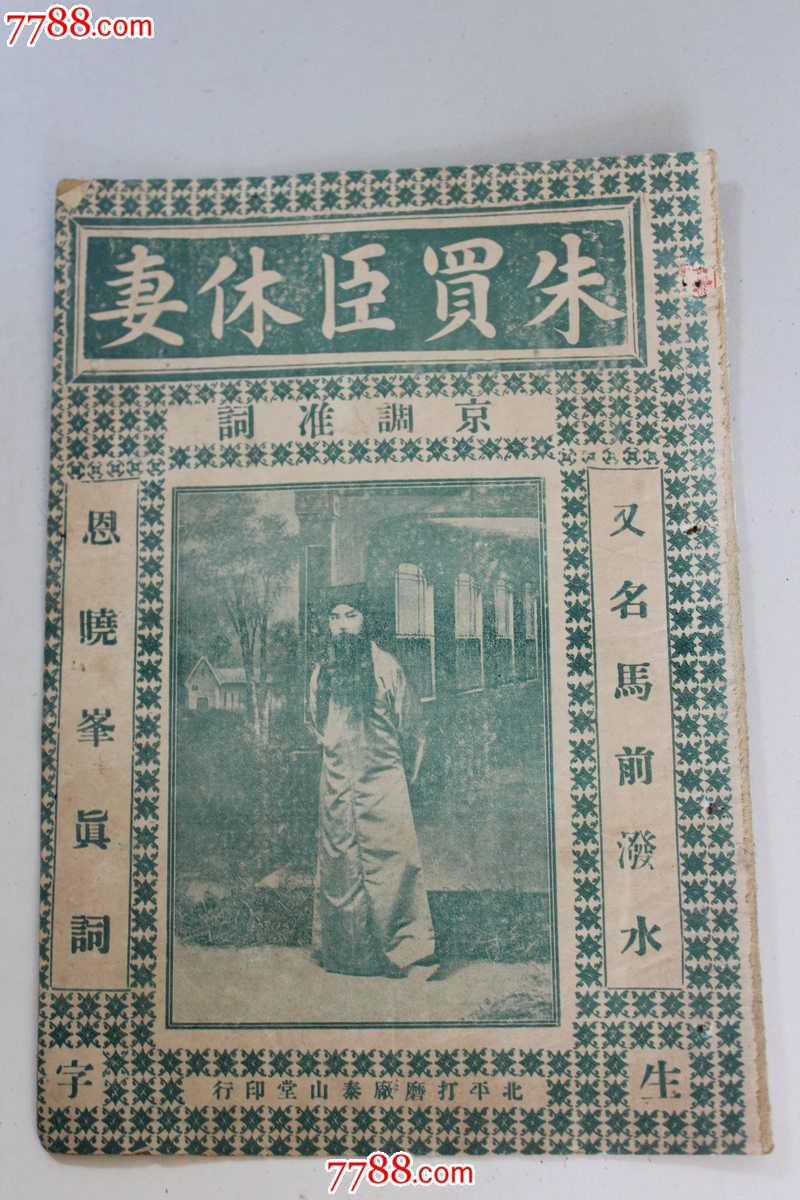 7788.com
朱買臣休妻
京調准詞
又名馬前潑水
恩曉峯眞詞
生
字
北平打磨廠泰山堂印行
7788.com